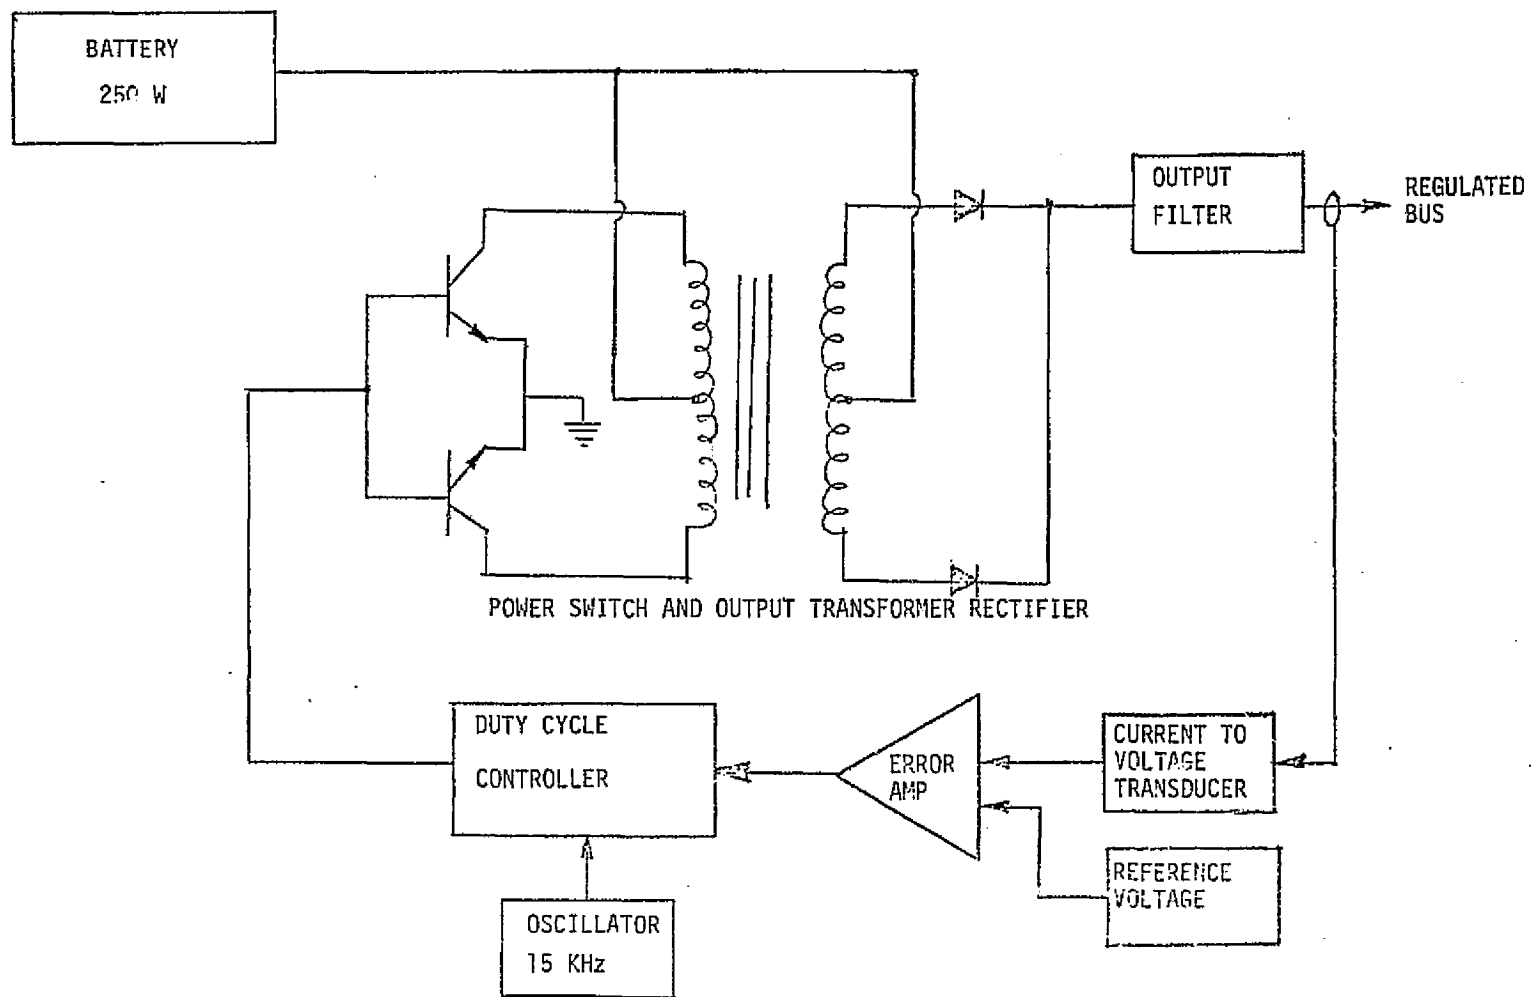 BATTERY
250 W
OUTPUT
FILTER
REGULATED
BUS
POWER SWITCH AND OUTPUT TRANSFORMER RECTIFIER
DUTY CYCLE
CONTROLLER
ERROR
AMP
CURRENT TO
VOLTAGE
TRANSDUCER
REFERENCE
VOLTAGE
OSCILLATOR
15 KHz